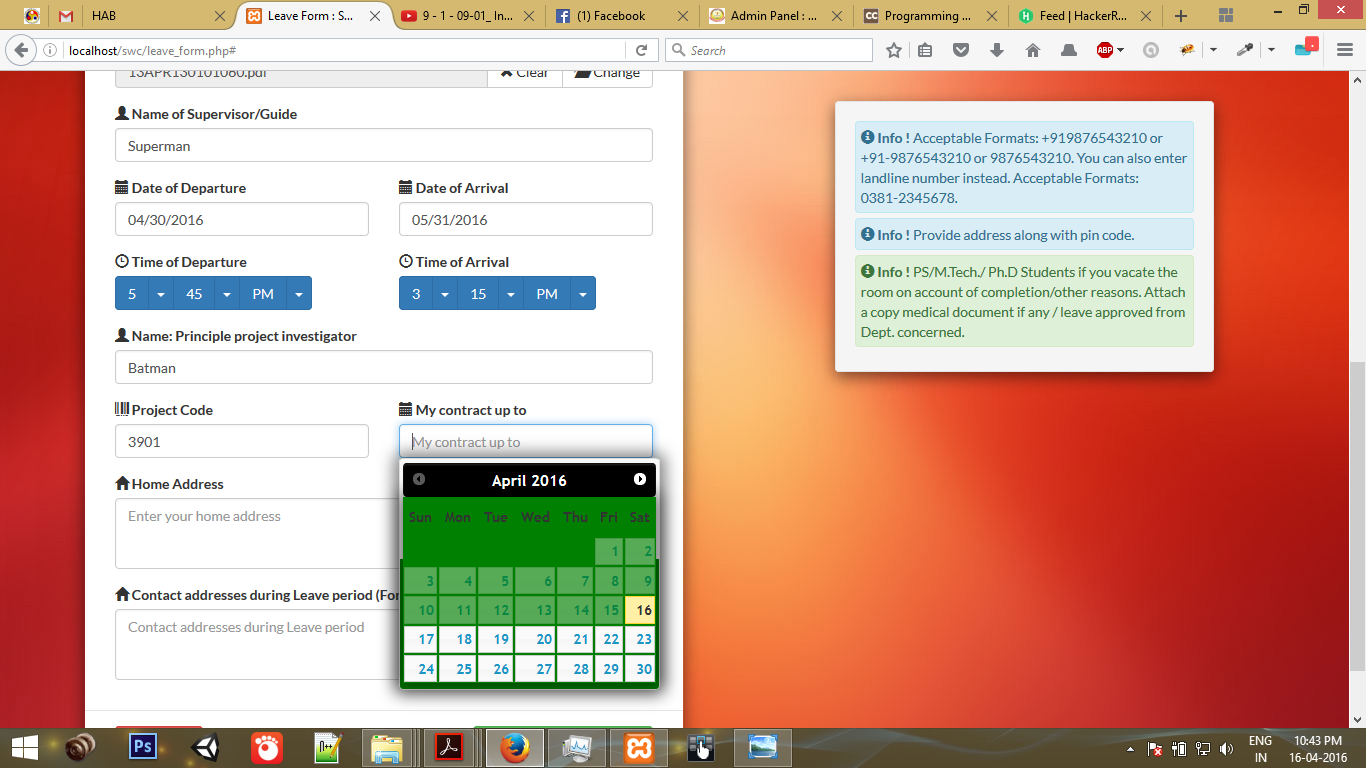 HAB
Leave Form : S...
9 - 1 - 09-01_ In...
(1) Facebook
Admin Panel : ...
Programming ...
Feed | HackerR...
localhost/swc/leave_form.php#
Search
ABP
13APR130101060.pdf
Clear
Change
Name of Supervisor/Guide
Superman
Date of Departure
Date of Arrival
04/30/2016
05/31/2016
Time of Departure
Time of Arrival
5 45 PM
3 15 PM
Name: Principle project investigator
Batman
Project Code
My contract up to
3901
My contract up to
April 2016
Sun Mon Tue Wed Thu Fri Sat
1 2
3 4 5 6 7 8 9
10 11 12 13 14 15 16
17 18 19 20 21 22 23
24 25 26 27 28 29 30
Home Address
Enter your home address
Contact addresses during Leave period (For
Contact addresses during Leave period
Info ! Acceptable Formats: +919876543210 or
+91-9876543210 or 9876543210. You can also enter
landline number instead. Acceptable Formats:
0381-2345678.
Info ! Provide address along with pin code.
Info ! PS/M.Tech./ Ph.D Students if you vacate the
room on account of completion/other reasons. Attach
a copy medical document if any / leave approved from
Dept. concerned.
Ps
ENG
IN
10:43 PM
16-04-2016